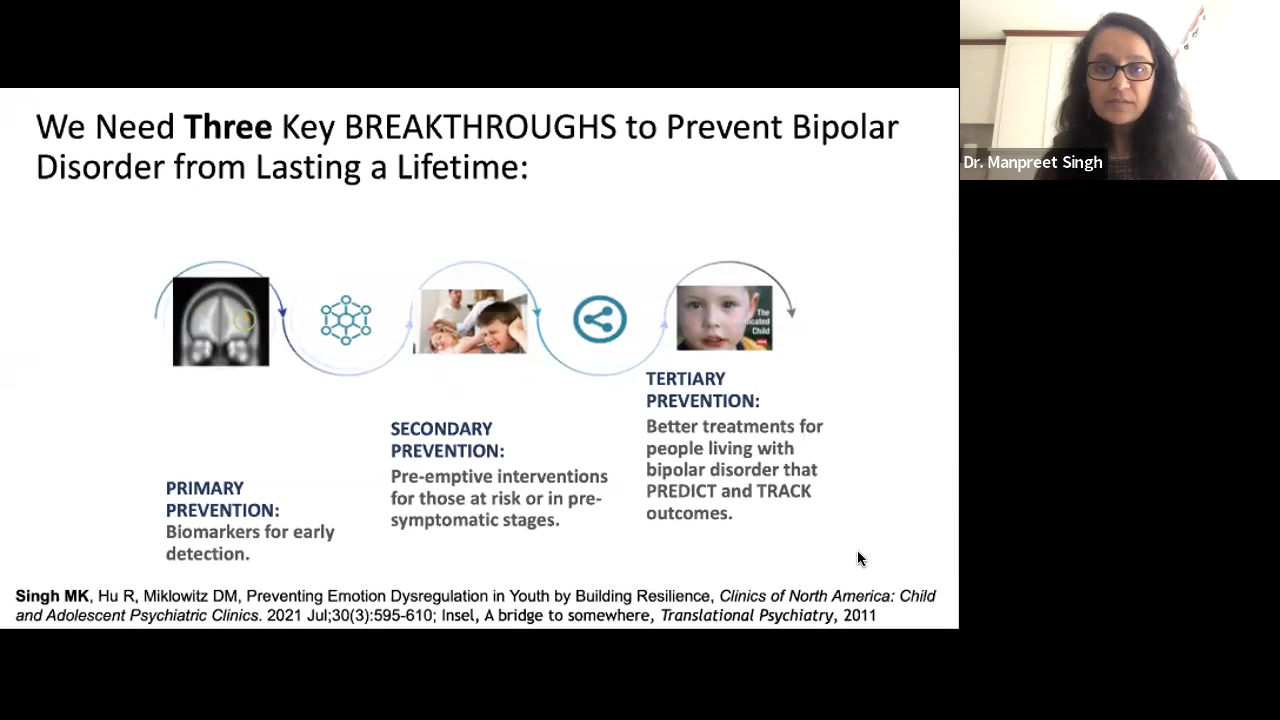 We Need Three Key BREAKTHROUGHS to Prevent Bipolar
Disorder from Lasting a Lifetime:
Dr. Manpreet Singh
The
Child
PRIMARY
PREVENTION:
Biomarkers for early
detection.
SECONDARY
PREVENTION:
Pre-emptive interventions
for those at risk or in pre-
symptomatic stages.
TERTIARY
PREVENTION:
Better treatments for
people living with
bipolar disorder that
PREDICT and TRACK
outcomes.
Singh MK, Hu R, Miklowitz DM, Preventing Emotion Dysregulation in Youth by Building Resilience, Clinics of North America: Child
and Adolescent Psychiatric Clinics. 2021 Jul;30(3):595-610; Insel, A bridge to somewhere, Translational Psychiatry, 2011